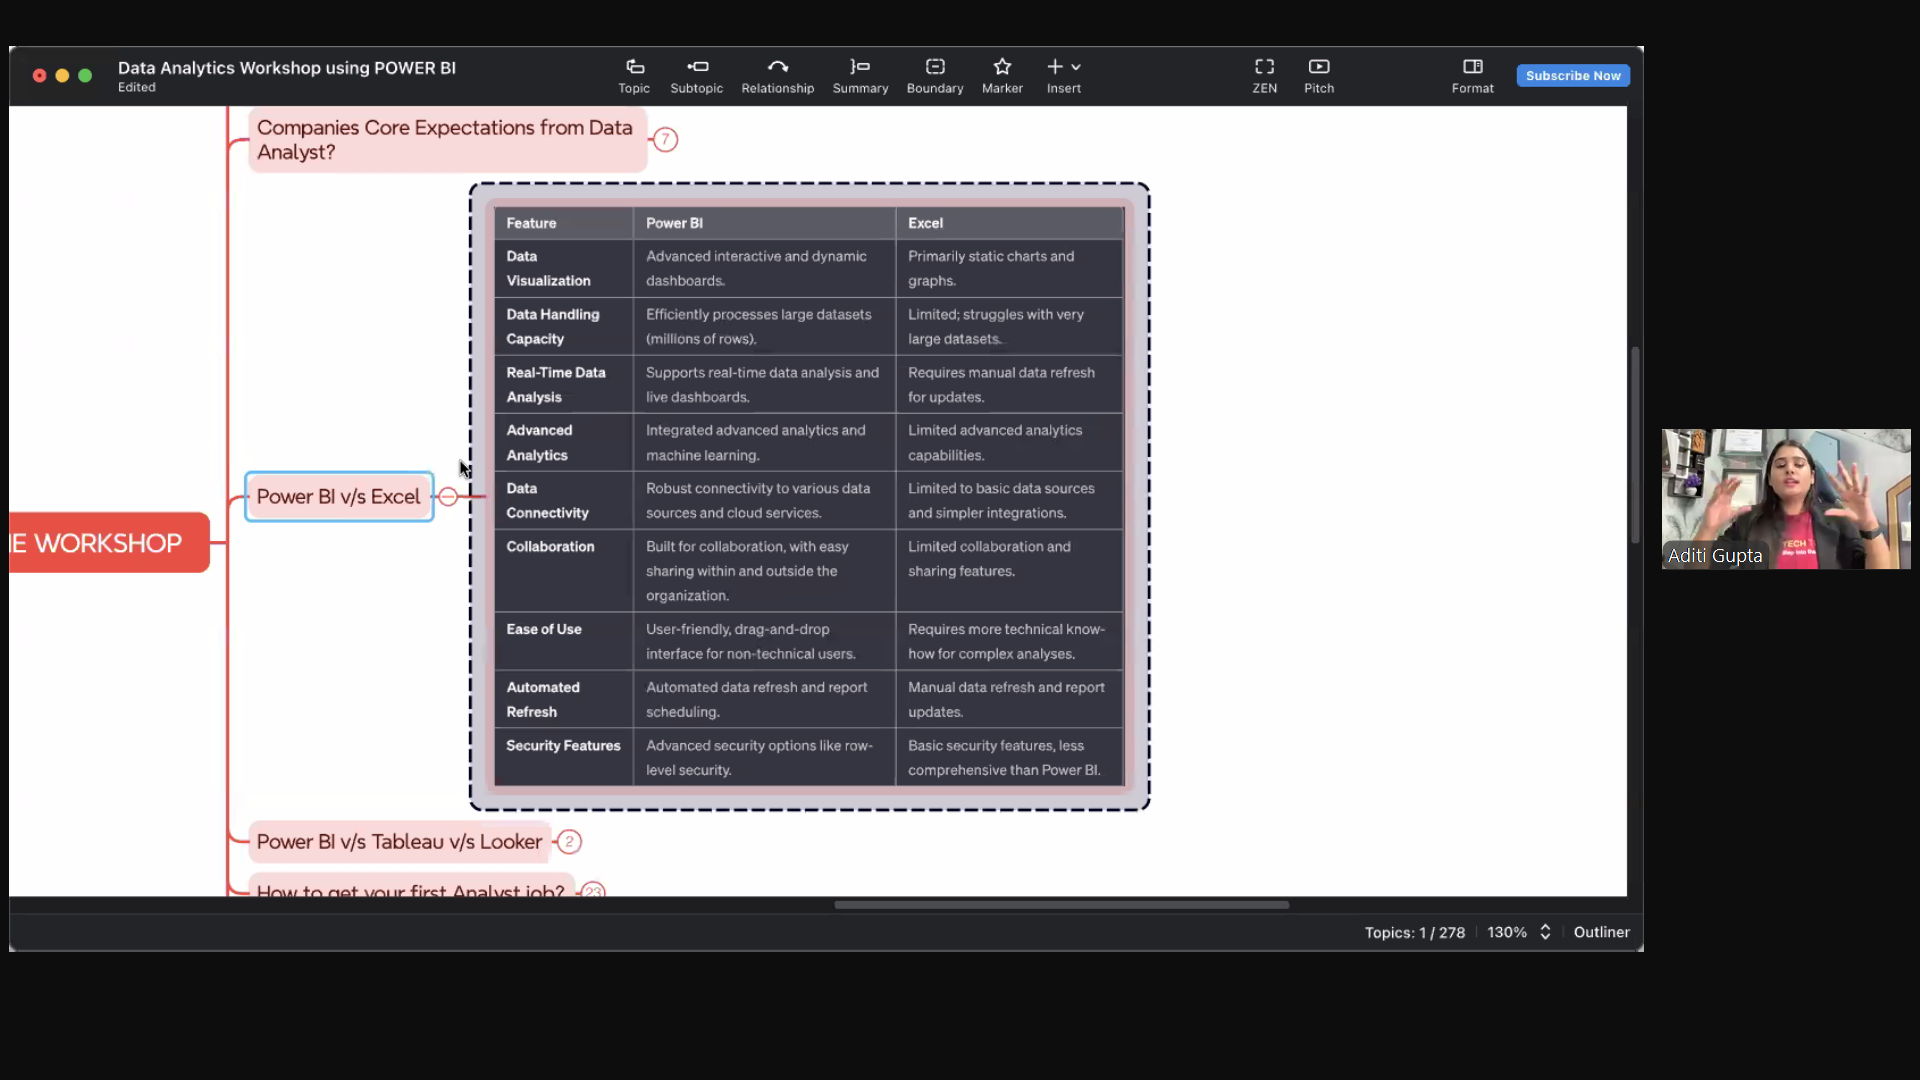 Data Analytics Workshop using POWER BI
Edited
Topic
Subtopic
Relationship
Summary
Boundary
Marker
Insert
ZEN
Pitch
Format
Subscribe Now
Companies Core Expectations from Data
Analyst?
7
Feature
Power BI
Excel
Data
Visualization
Advanced interactive and dynamic
dashboards.
Primarily static charts and
graphs.
Data Handling
Capacity
Efficiently processes large datasets
(millions of rows).
Limited; struggles with very
large datasets.
Real-Time Data
Analysis
Supports real-time data analysis and
live dashboards.
Requires manual data refresh
for updates.
Advanced
Analytics
Integrated advanced analytics and
machine learning.
Limited advanced analytics
capabilities.
Data
Connectivity
Robust connectivity to various data
sources and cloud services.
Limited to basic data sources
and simpler integrations.
Collaboration
Built for collaboration, with easy
sharing within and outside the
organization.
Limited collaboration and
sharing features.
Ease of Use
User-friendly, drag-and-drop
interface for non-technical users.
Requires more technical know-
how for complex analyses.
Automated
Refresh
Automated data refresh and report
scheduling.
Manual data refresh and report
updates.
Security Features
Advanced security options like row-
level security.
Basic security features, less
comprehensive than Power BI.
Power BI v/s Excel
E WORKSHOP
Power BI v/s Tableau v/s Looker
2
How to get your first Analyst job?
23
Topics: 1 / 278
130%
Outliner
TECH
Aditi Gupta